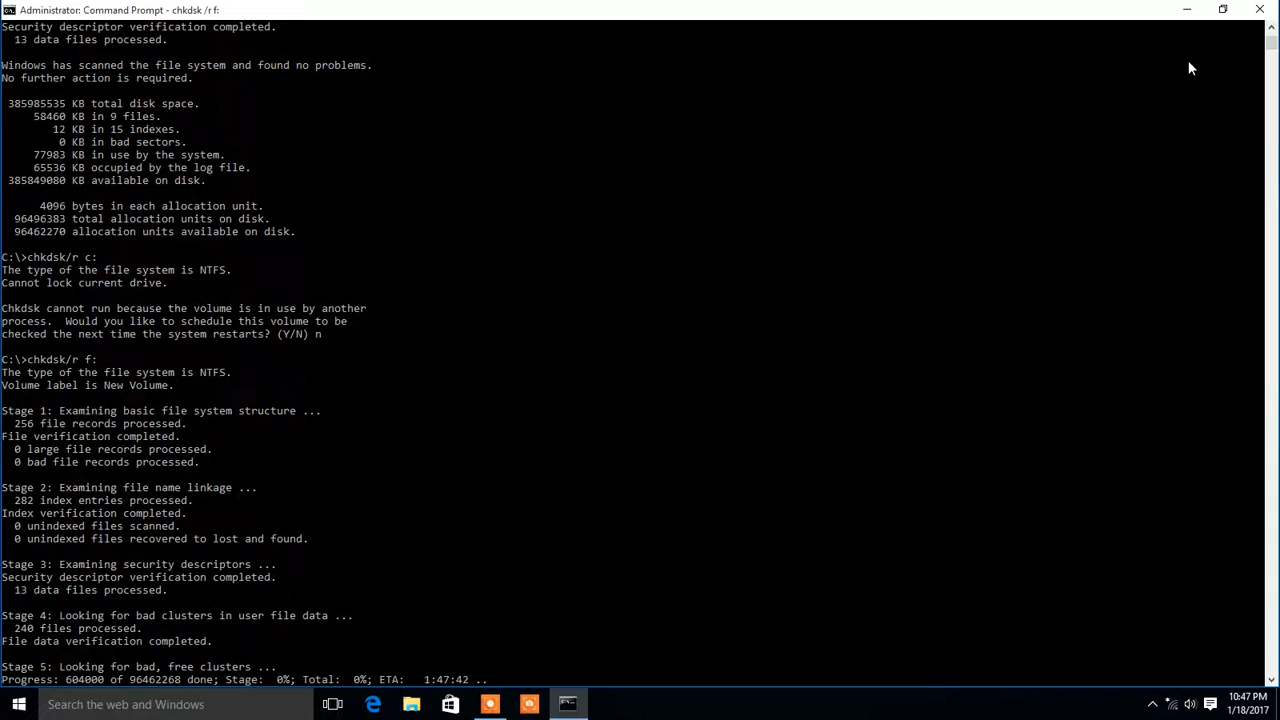 Administrator: Command Prompt - chkdsk /r f:
Security descriptor verification completed.
13 data files processed.
Windows has scanned the file system and found no problems.
No further action is required.
385985535 KB total disk space.
58460 KB in 9 files.
12 KB in 15 indexes.
0 KB in bad sectors.
77983 KB in use by the system.
65536 KB occupied by the log file.
385849080 KB available on disk.
4096 bytes in each allocation unit.
96496383 total allocation units on disk.
96462270 allocation units available on disk.
C:\>chkdsk/r c:
The type of the file system is NTFS.
Cannot lock current drive.
Chkdsk cannot run because the volume is in use by another
process.  Would you like to schedule this volume to be
checked the next time the system restarts? (Y/N) n
C:\>chkdsk/r f:
The type of the file system is NTFS.
Volume label is New Volume.
Stage 1: Examining basic file system structure ...
256 file records processed.
File verification completed.
0 large file records processed.
0 bad file records processed.
Stage 2: Examining file name linkage ...
282 index entries processed.
Index verification completed.
0 unindexed files scanned.
0 unindexed files recovered to lost and found.
Stage 3: Examining security descriptors ...
Security descriptor verification completed.
13 data files processed.
Stage 4: Looking for bad clusters in user file data ...
240 files processed.
File data verification completed.
Stage 5: Looking for bad, free clusters ...
Progress: 604000 of 96462268 done; Stage:  0%; Total:  0%; ETA:   1:47:42 ..
Search the web and Windows
10:47 PM
1/18/2017